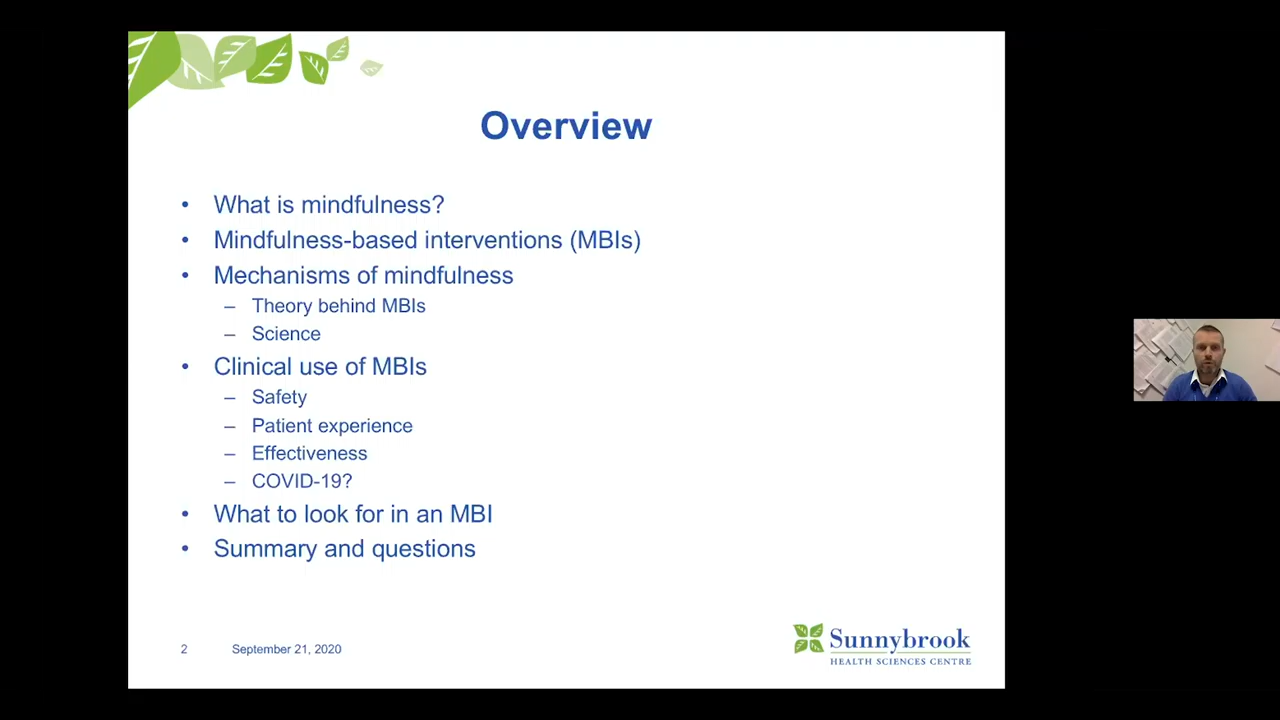 Overview
• What is mindfulness?
• Mindfulness-based interventions (MBIs)
• Mechanisms of mindfulness
– Theory behind MBIs
– Science
• Clinical use of MBIs
– Safety
– Patient experience
– Effectiveness
– COVID-19?
• What to look for in an MBI
• Summary and questions
2 September 21, 2020
Sunnybrook
HEALTH SCIENCES CENTRE